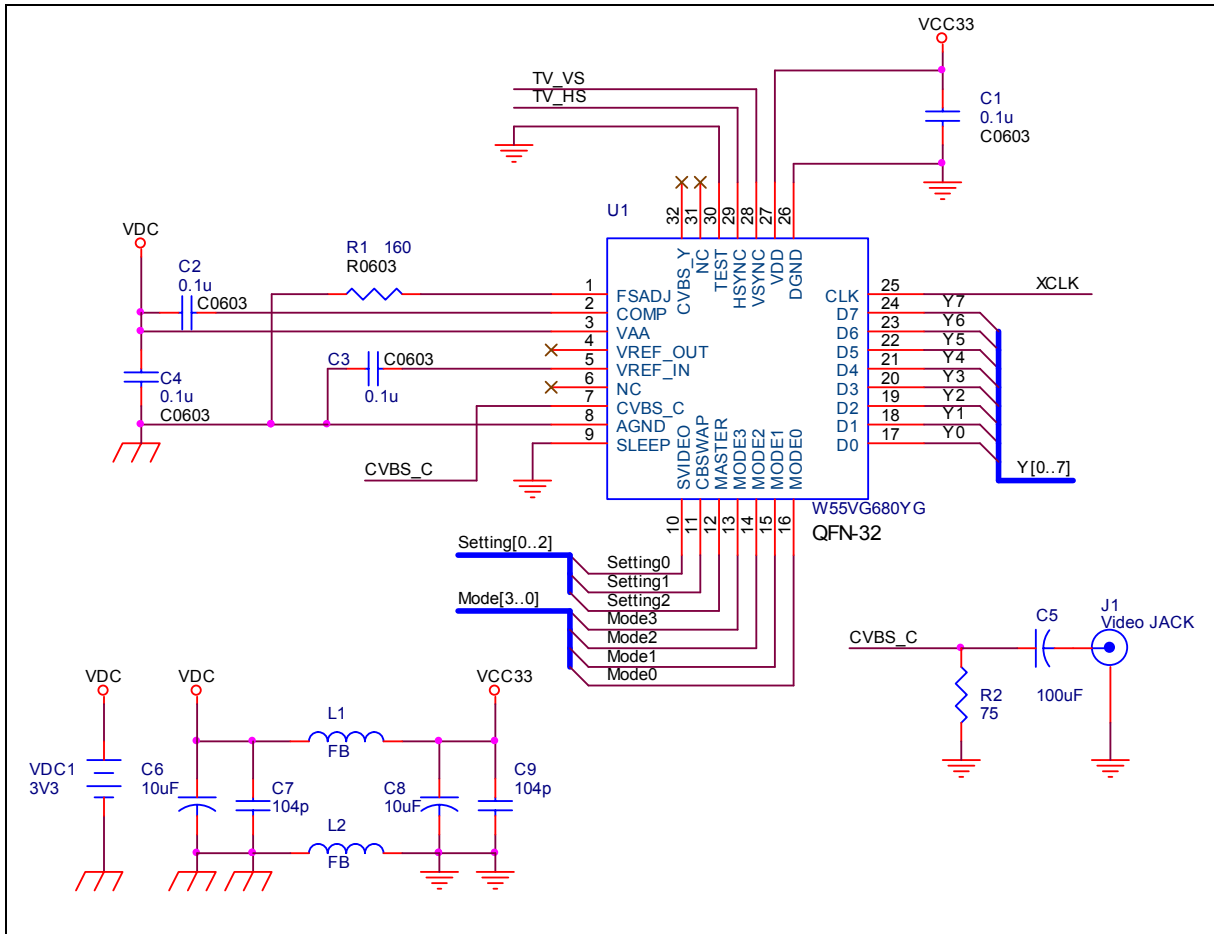 VCC33
TV_VS
TV_HS
C1
0.1u
C0603
U1
32
31
30
29
28
27
26
CVBS_Y
NC
TEST
HSYNC
VSYNC
VDD
DGND
VDC
R1 160
R0603
C2
0.1u
C0603
C3
C0603
0.1u
C4
0.1u
C0603
1 FSADJ
2 COMP
3 VAA
4 VREF_OUT
5 VREF_IN
6 NC
7 CVBS_C
8 AGND
9 SLEEP
CLK 25 XCLK
D7 24 Y7
D6 23 Y6
D5 22 Y5
D4 21 Y4
D3 20 Y3
D2 19 Y2
D1 18 Y1
D0 17 Y0
Y[0..7]
CVBS_C
SVIDEO
CBSWAP
MASTER
MODE3
MODE2
MODE1
MODE0
10
11
12
13
14
15
16
W55VG680YG
QFN-32
Setting[0..2]
Setting0
Setting1
Setting2
Mode[3..0]
Mode3
Mode2
Mode1
Mode0
CVBS_C
R2
75
C5
100uF
J1
Video JACK
VDC
VDC
VCC33
VDC1
3V3
C6
10uF
C7
104p
L1
FB
L2
FB
C8
10uF
C9
104p